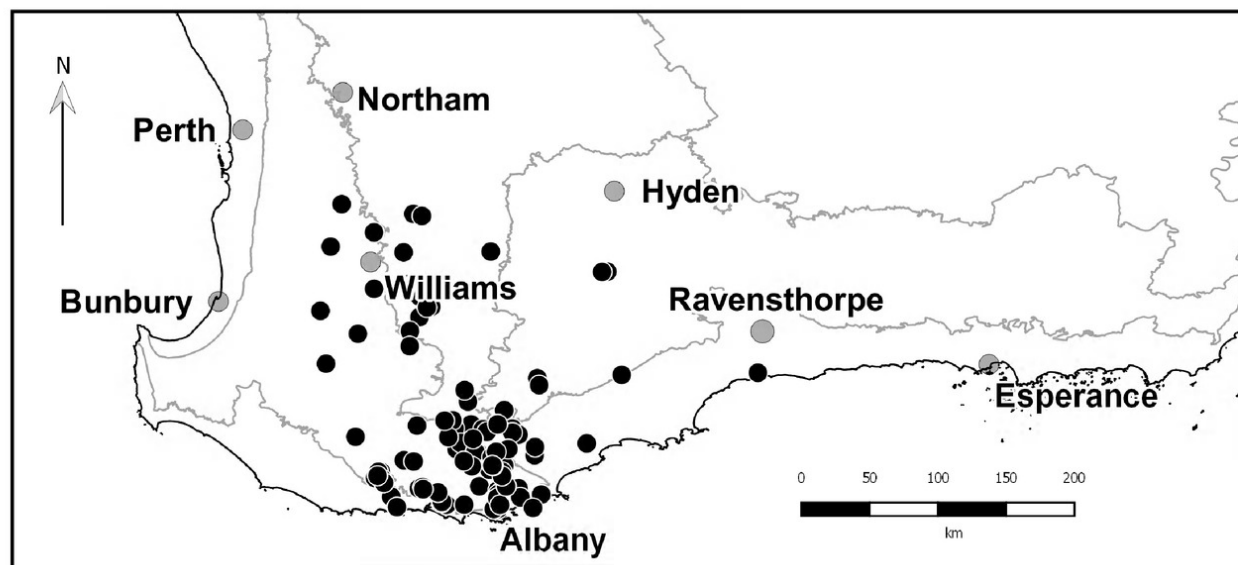 N
Northam
Perth
Hyden
Williams
Bunbury
Ravensthorpe
Esperance
0 50 100 150 200
km
Albany